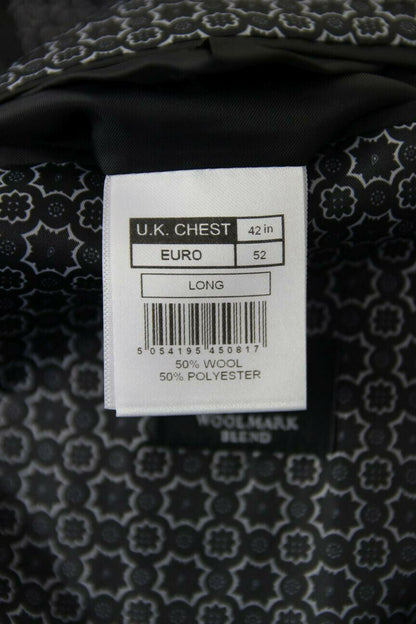 U.K. CHEST 42 in
EURO 52
LONG
5 054195 450817
50% WOOL
50% POLYESTER
WOOLMARK
BLEND